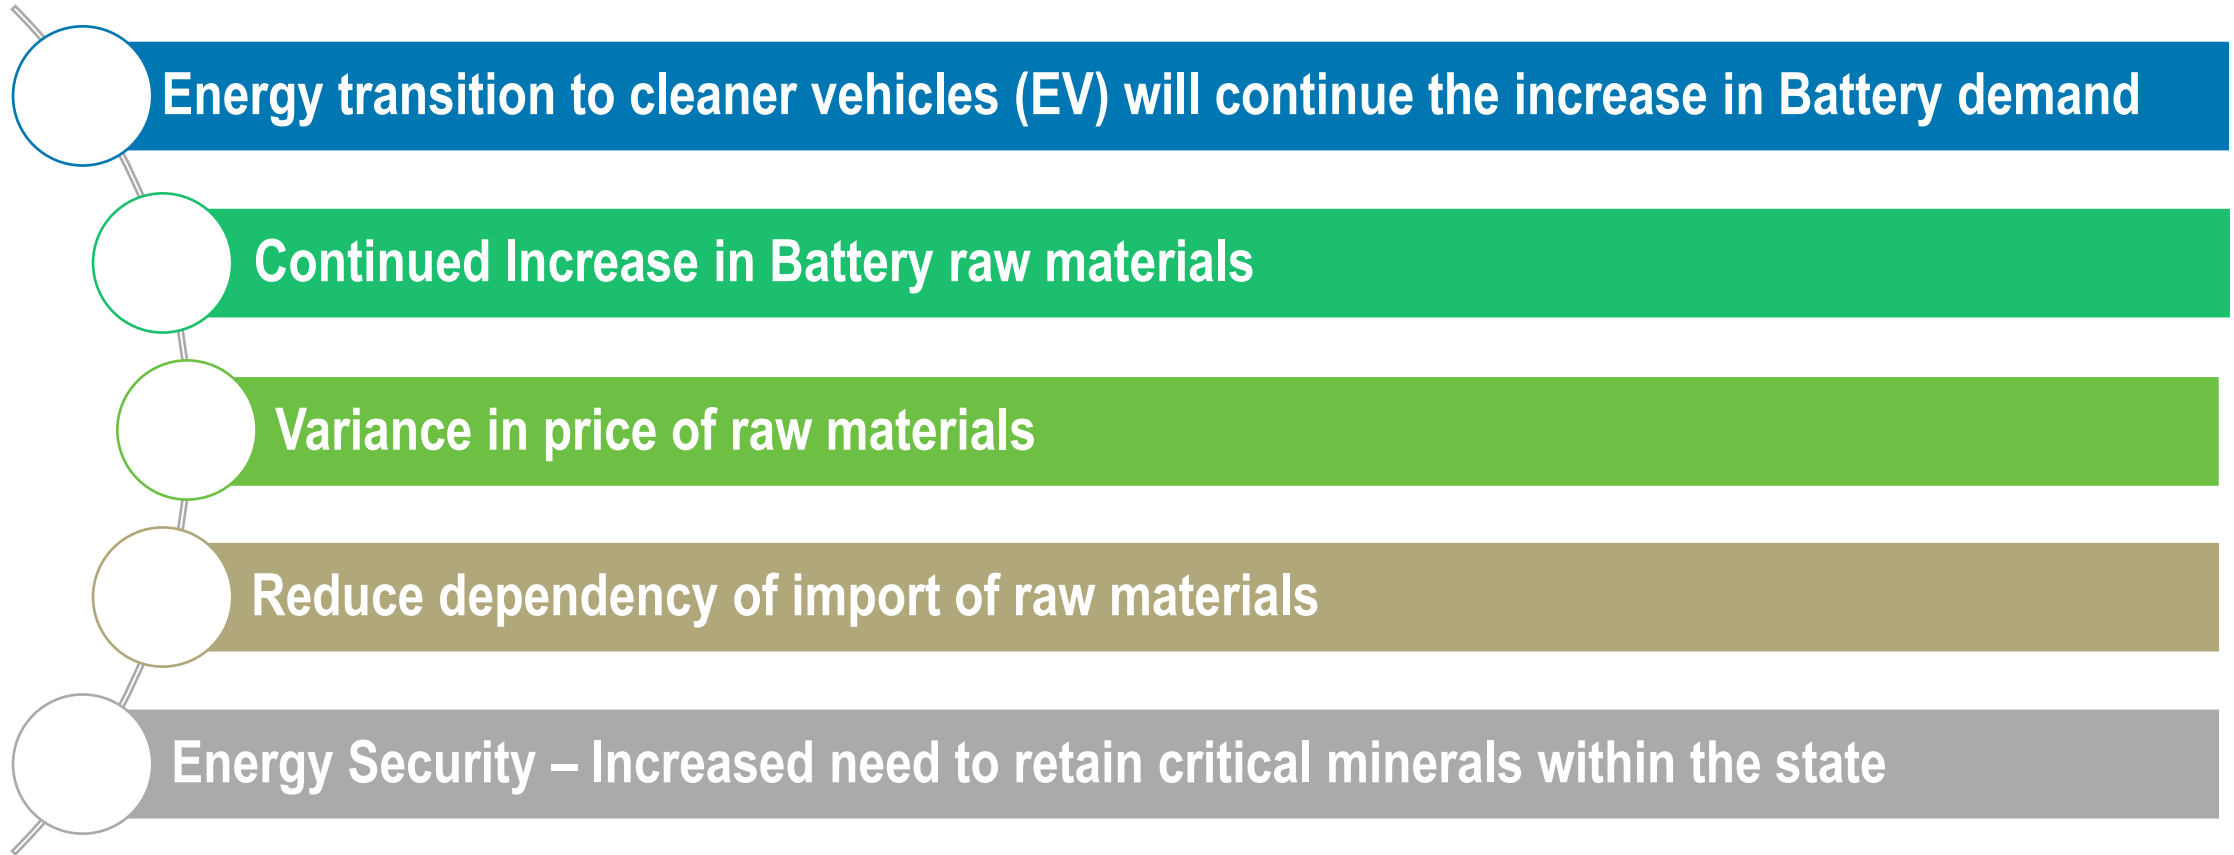 Energy transition to cleaner vehicles (EV) will continue the increase in Battery demand
Continued Increase in Battery raw materials
Variance in price of raw materials
Reduce dependency of import of raw materials
Energy Security – Increased need to retain critical minerals within the state